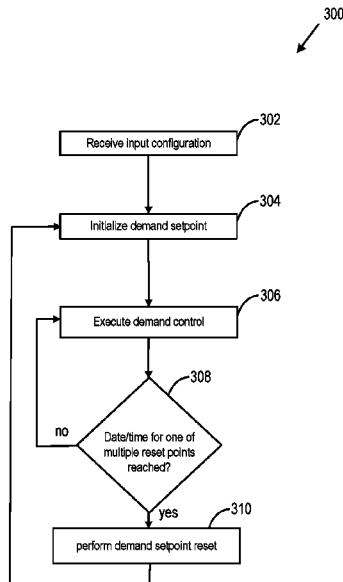 300
302
Receive input configuration
304
Initialize demand setpoint
306
Execute demand control
308
no
Date/time for one of
multiple reset points
reached?
yes
310
perform demand setpoint reset